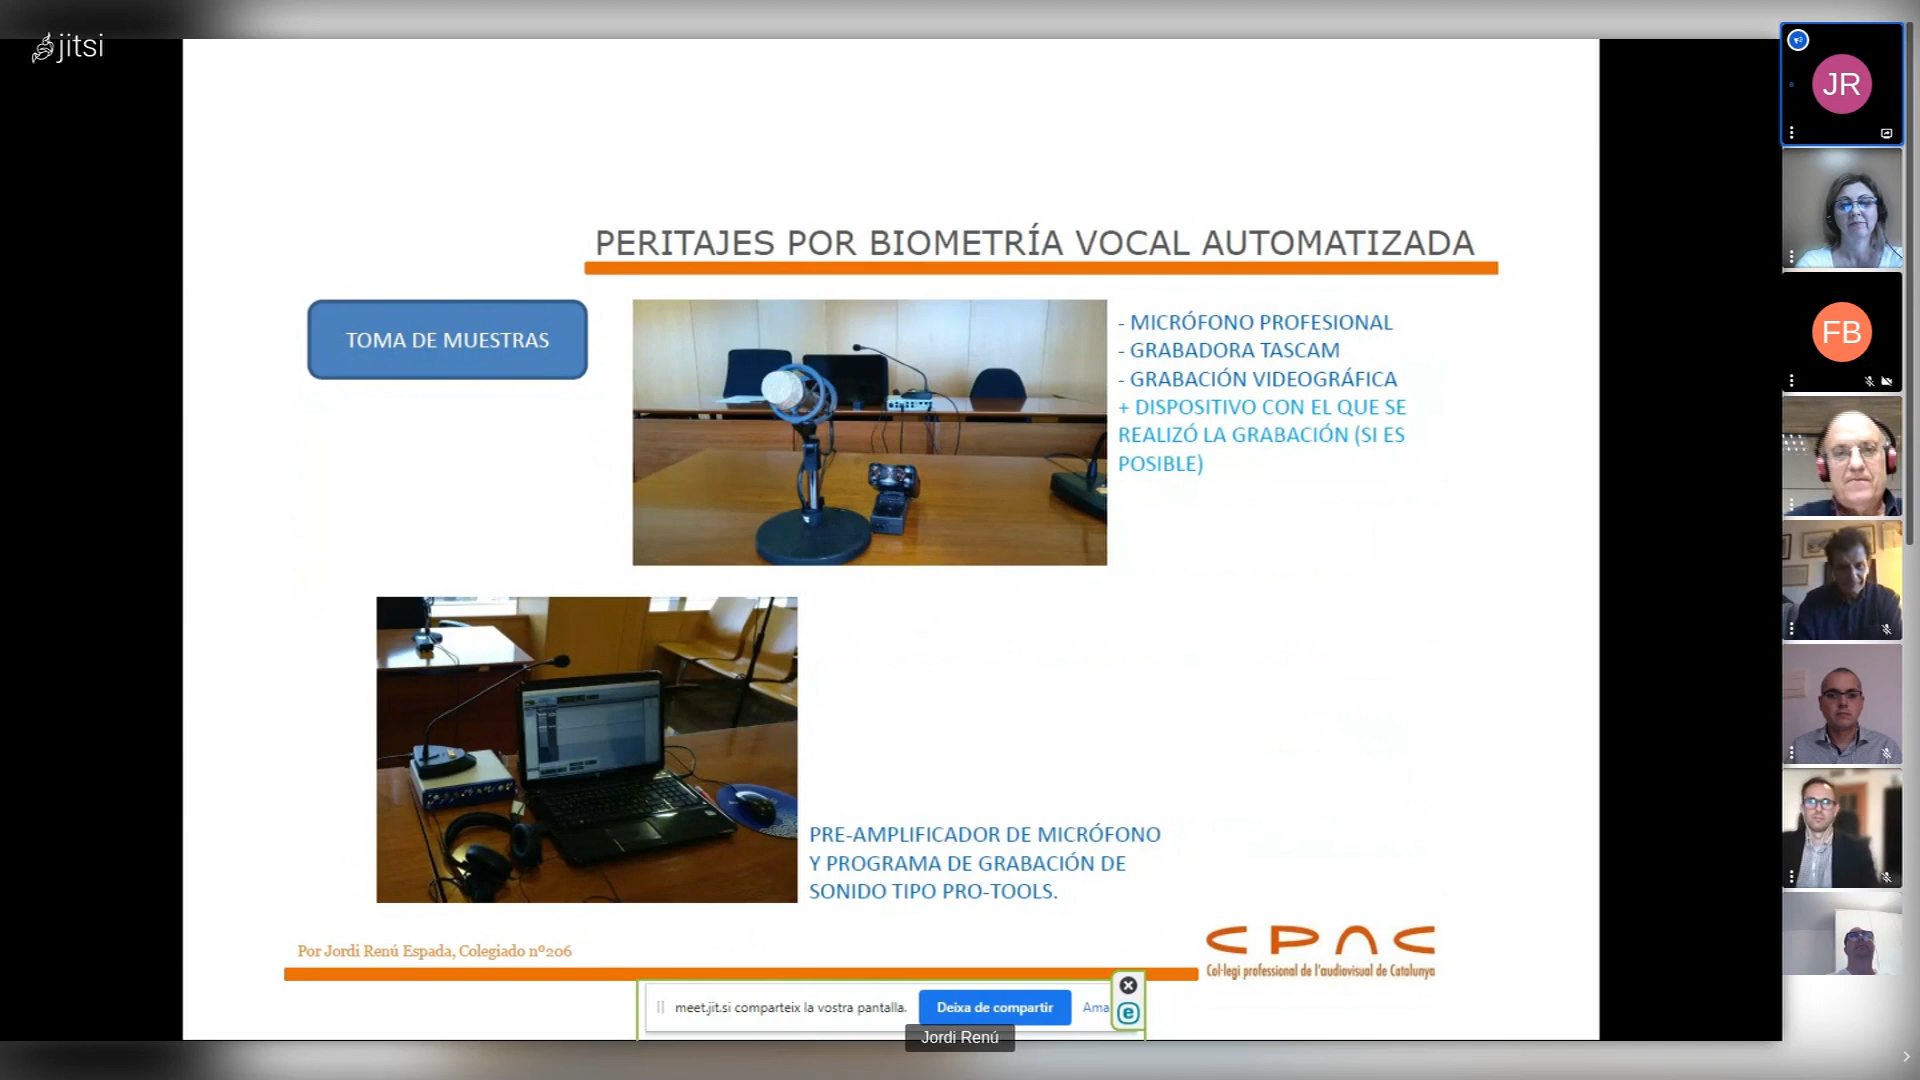 jitsi
JR
PERITAJES POR BIOMETRÍA VOCAL AUTOMATIZADA
TOMA DE MUESTRAS
- MICRÓFONO PROFESIONAL
- GRABADORA TASCAM
- GRABACIÓN VIDEOGRÁFICA
+ DISPOSITIVO CON EL QUE SE
REALIZÓ LA GRABACIÓN (SI ES
POSIBLE)
FB
PRE-AMPLIFICADOR DE MICRÓFONO
Y PROGRAMA DE GRABACIÓN DE
SONIDO TIPO PRO-TOOLS.
Por Jordi Renú Espada, Colegiado nº206
CPAC
Col·legi professional de l'audiovisual de Catalunya
meet.jit.si comparteix la vostra pantalla.
Deixa de compartir
Ama
Jordi Renú